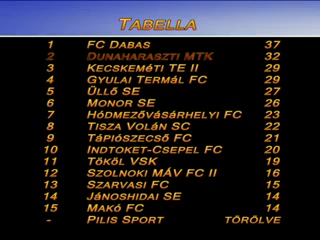 TABELLA
1 FC DABAS 37
2 DUNAHARASZTI MTK 32
3 KECSKEMÉTI TE II 29
4 GYULAI TERMÁL FC 29
5 ÜLLŐ SE 27
6 MONOR SE 26
7 HÓDMEZŐVÁSÁRHELYI FC 23
8 TISZA VOLÁN SC 22
9 TÁPIÓSZECSŐ FC 21
10 INDTOKET-CSEPEL FC 20
11 TÖKÖL VSK 19
12 SZOLNOKI MÁV FC II 16
13 SZARVASI FC 15
14 JÁNOSHIDAI SE 14
15 MAKÓ FC 14
- PILIS SPORT TÖRÖLVE